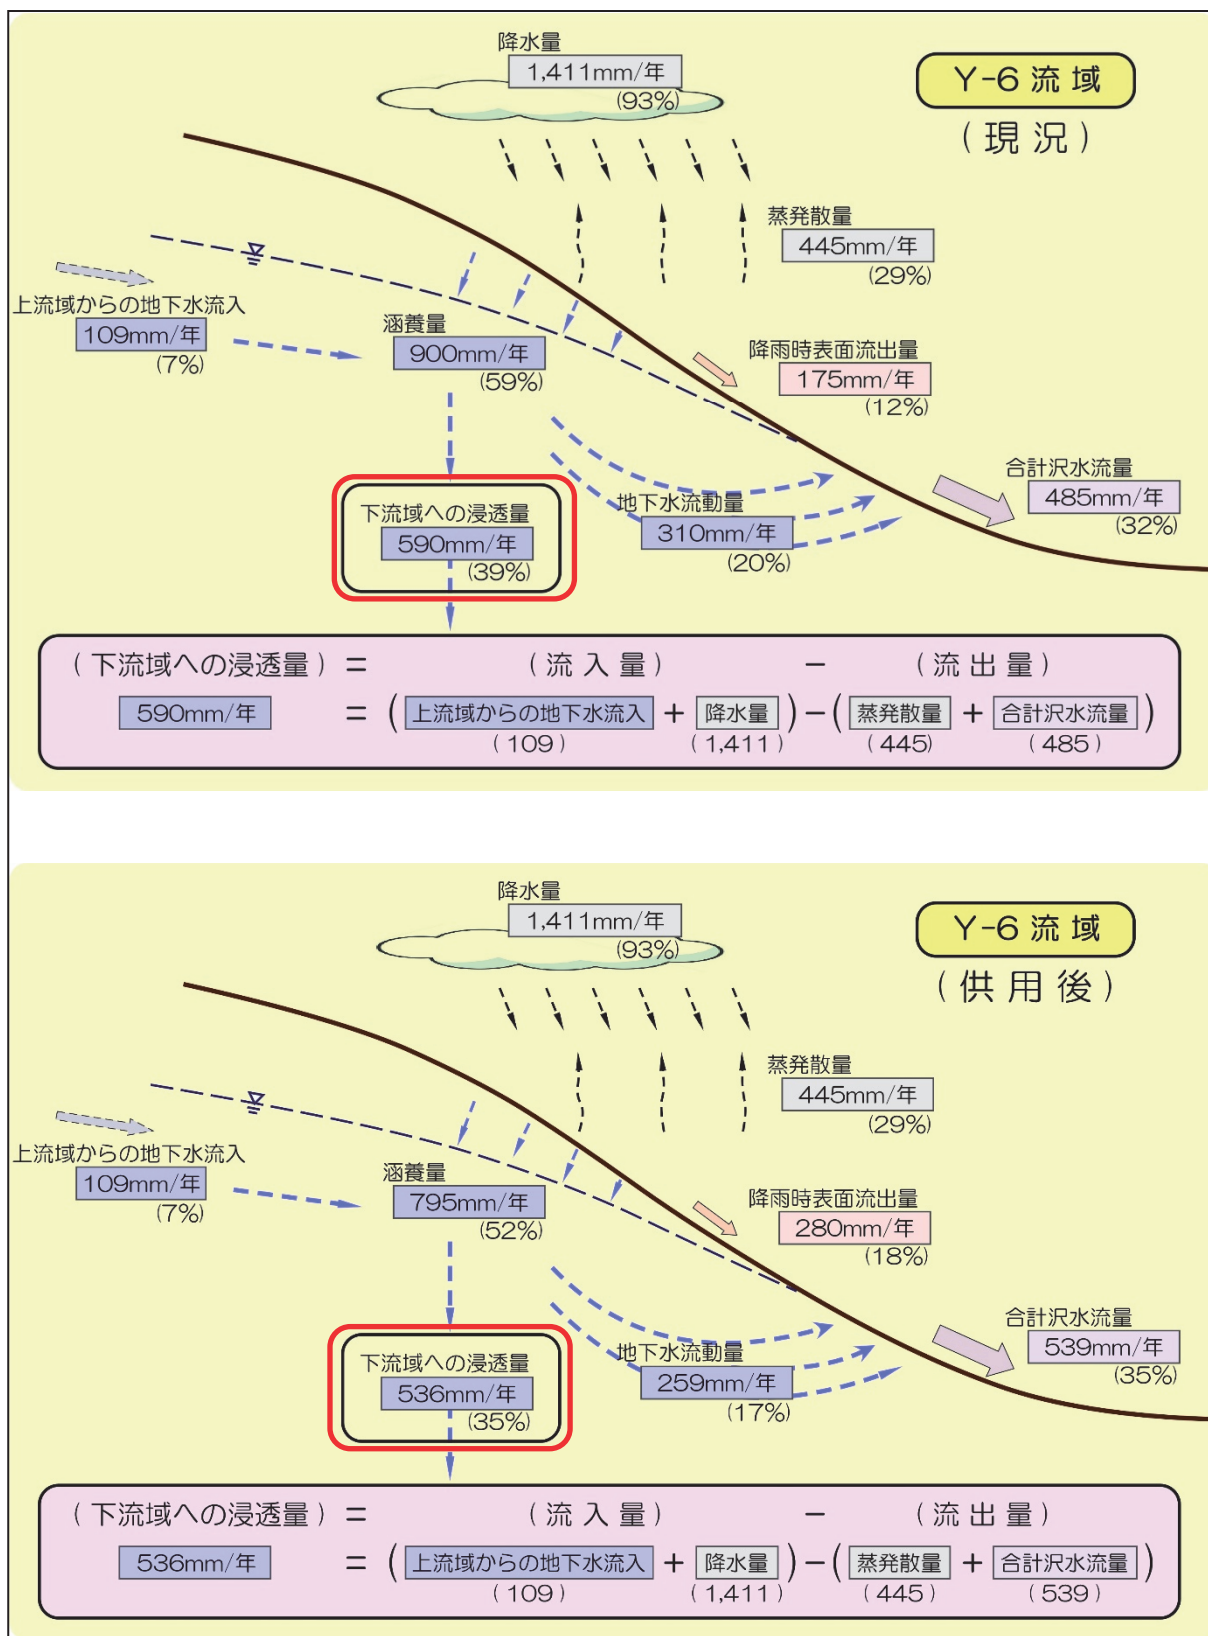 降水量
1,411mm/年
(93%)
Y-6 流 域
( 現 況 )
蒸発散量
445mm/年
(29%)
上流域からの地下水流入
109mm/年
(7%)
涵養量
900mm/年
(59%)
降雨時表面流出量
175mm/年
(12%)
合計沢水流量
485mm/年
(32%)
下流域への浸透量
590mm/年
(39%)
地下水流動量
310mm/年
(20%)
( 下流域への浸透量 ) = ( 流 入 量 ) − ( 流 出 量 )
590mm/年 = ( 上流域からの地下水流入 + 降水量 ) − ( 蒸発散量 + 合計沢水流量 )
( 109 ) ( 1,411 ) ( 445) ( 485 )
降水量
1,411mm/年
(93%)
Y-6 流 域
( 供 用 後 )
蒸発散量
445mm/年
(29%)
上流域からの地下水流入
109mm/年
(7%)
涵養量
795mm/年
(52%)
降雨時表面流出量
280mm/年
(18%)
合計沢水流量
539mm/年
(35%)
下流域への浸透量
536mm/年
(35%)
地下水流動量
259mm/年
(17%)
( 下流域への浸透量 ) = ( 流 入 量 ) − ( 流 出 量 )
536mm/年 = ( 上流域からの地下水流入 + 降水量 ) − ( 蒸発散量 + 合計沢水流量 )
( 109 ) ( 1,411 ) ( 445 ) ( 539 )